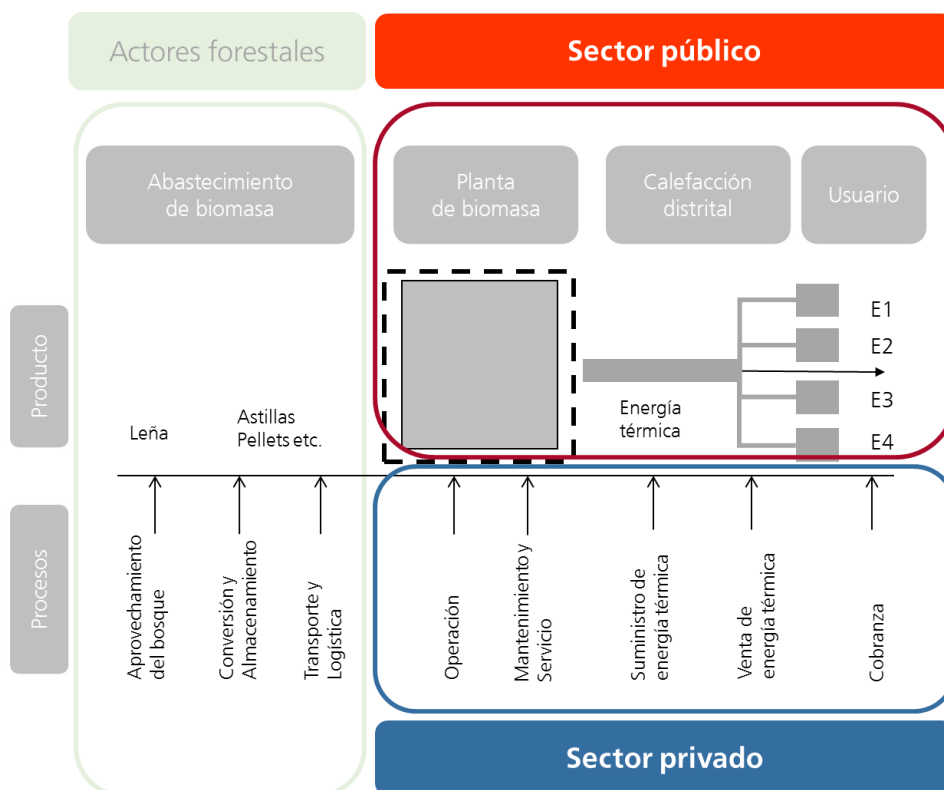 Actores forestales
Sector público
Abastecimiento
de biomasa
Planta
de biomasa
Calefacción
distrital
Usuario
Producto
Leña
Astillas
Pellets etc.
Energía
térmica
E1
E2
E3
E4
Procesos
Aprovechamiento
del bosque
Conversión y
Almacenamiento
Transporte y
Logística
Operación
Mantenimiento y
Servicio
Suministro de
energía térmica
Venta de
energía térmica
Cobranza
Sector privado